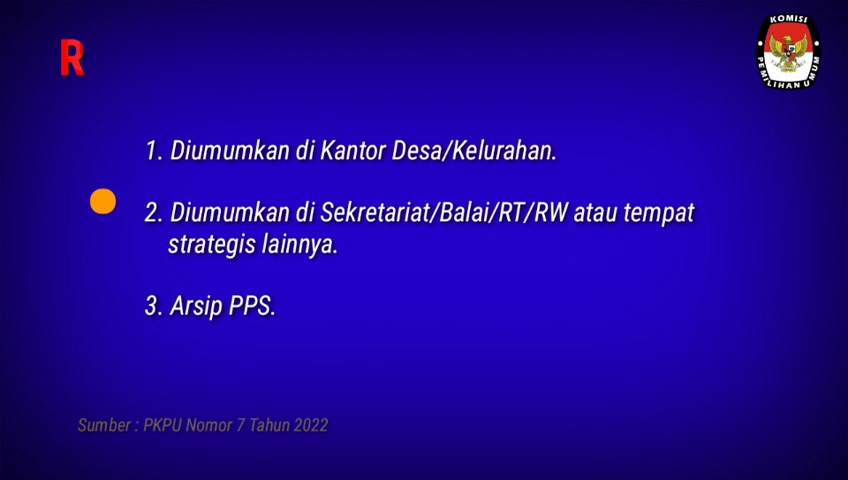 R
KOMISI
PEMILIHAN UMUM
1. Diumumkan di Kantor Desa/Kelurahan.
2. Diumumkan di Sekretariat/Balai/RT/RW atau tempat
strategis lainnya.
3. Arsip PPS.
Sumber : PKPU Nomor 7 Tahun 2022